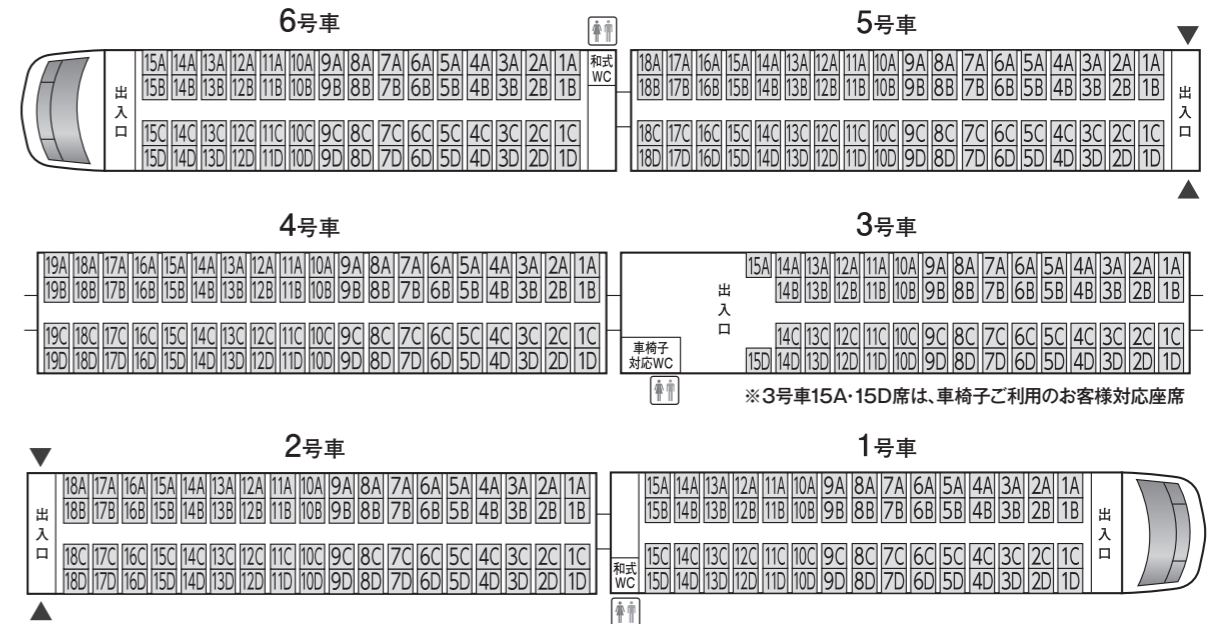 6号車
15A 14A 13A 12A 11A 10A 9A 8A 7A 6A 5A 4A 3A 2A 1A
15B 14B 13B 12B 11B 10B 9B 8B 7B 6B 5B 4B 3B 2B 1B
15C 14C 13C 12C 11C 10C 9C 8C 7C 6C 5C 4C 3C 2C 1C
15D 14D 13D 12D 11D 10D 9D 8D 7D 6D 5D 4D 3D 2D 1D
出入口
和式
WC
5号車
18A 17A 16A 15A 14A 13A 12A 11A 10A 9A 8A 7A 6A 5A 4A 3A 2A 1A
18B 17B 16B 15B 14B 13B 12B 11B 10B 9B 8B 7B 6B 5B 4B 3B 2B 1B
18C 17C 16C 15C 14C 13C 12C 11C 10C 9C 8C 7C 6C 5C 4C 3C 2C 1C
18D 17D 16D 15D 14D 13D 12D 11D 10D 9D 8D 7D 6D 5D 4D 3D 2D 1D
出入口
4号車
19A 18A 17A 16A 15A 14A 13A 12A 11A 10A 9A 8A 7A 6A 5A 4A 3A 2A 1A
19B 18B 17B 16B 15B 14B 13B 12B 11B 10B 9B 8B 7B 6B 5B 4B 3B 2B 1B
19C 18C 17C 16C 15C 14C 13C 12C 11C 10C 9C 8C 7C 6C 5C 4C 3C 2C 1C
19D 18D 17D 16D 15D 14D 13D 12D 11D 10D 9D 8D 7D 6D 5D 4D 3D 2D 1D
3号車
15A 14A 13A 12A 11A 10A 9A 8A 7A 6A 5A 4A 3A 2A 1A
14B 13B 12B 11B 10B 9B 8B 7B 6B 5B 4B 3B 2B 1B
14C 13C 12C 11C 10C 9C 8C 7C 6C 5C 4C 3C 2C 1C
15D 14D 13D 12D 11D 10D 9D 8D 7D 6D 5D 4D 3D 2D 1D
出入口
車椅子
対応WC
※3号車15A・15D席は、車椅子ご利用のお客様対応座席
2号車
18A 17A 16A 15A 14A 13A 12A 11A 10A 9A 8A 7A 6A 5A 4A 3A 2A 1A
18B 17B 16B 15B 14B 13B 12B 11B 10B 9B 8B 7B 6B 5B 4B 3B 2B 1B
18C 17C 16C 15C 14C 13C 12C 11C 10C 9C 8C 7C 6C 5C 4C 3C 2C 1C
18D 17D 16D 15D 14D 13D 12D 11D 10D 9D 8D 7D 6D 5D 4D 3D 2D 1D
出入口
1号車
15A 14A 13A 12A 11A 10A 9A 8A 7A 6A 5A 4A 3A 2A 1A
15B 14B 13B 12B 11B 10B 9B 8B 7B 6B 5B 4B 3B 2B 1B
15C 14C 13C 12C 11C 10C 9C 8C 7C 6C 5C 4C 3C 2C 1C
15D 14D 13D 12D 11D 10D 9D 8D 7D 6D 5D 4D 3D 2D 1D
出入口
和式
WC